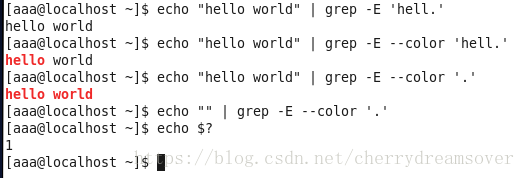 [aaa@localhost ~]$ echo "hello world" | grep -E 'hell.'
hello world
[aaa@localhost ~]$ echo "hello world" | grep -E --color 'hell.'
hello world
[aaa@localhost ~]$ echo "hello world" | grep -E --color '.'
hello world
[aaa@localhost ~]$ echo "" | grep -E --color '.'
[aaa@localhost ~]$ echo $?
1
[aaa@localhost ~]$
https://blog.csdn.net/cherrydreamsover